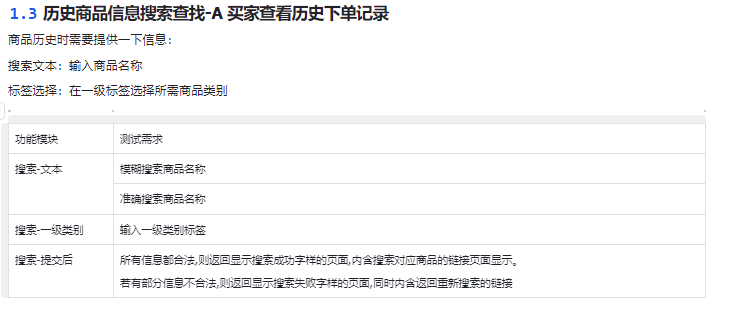 1.3 历史商品信息搜索查找-A 买家查看历史下单记录
商品历史时需要提供一下信息:
搜索文本: 输入商品名称
标签选择: 在一级标签选择所需商品类别
功能模块 测试需求
搜索-文本 模糊搜索商品名称
准确搜索商品名称
搜索-一级类别 输入一级类别标签
搜索-提交后 所有信息都合法,则返回显示搜索成功字样的页面,内含搜索对应商品的链接页面显示。
若有部分信息不合法,则返回显示搜索失败字样的页面,同时内含返回重新搜索的链接